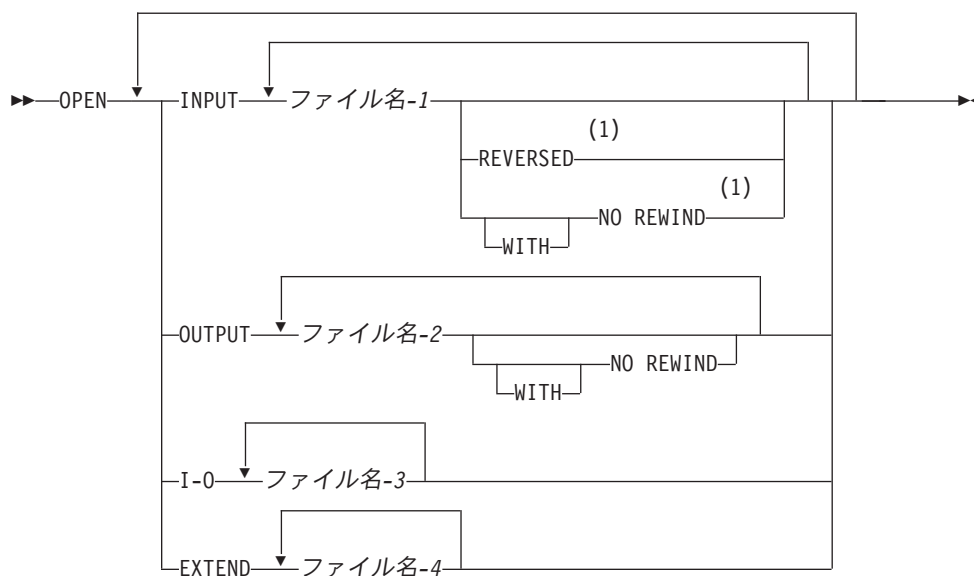 OPEN INPUT ファイル名-1
(1)
REVERSED
(1)
NO REWIND
WITH
OUTPUT ファイル名-2
NO REWIND
WITH
I-O ファイル名-3
EXTEND ファイル名-4